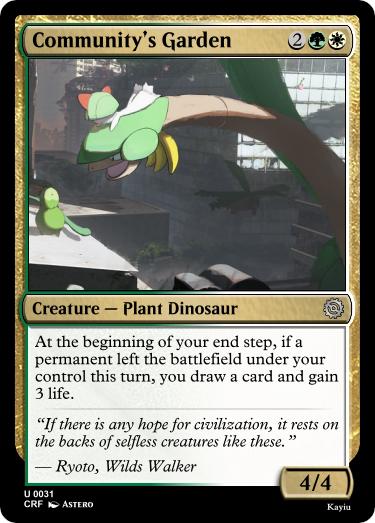 Community's Garden 2
Creature — Plant Dinosaur
At the beginning of your end step, if a
permanent left the battlefield under your
control this turn, you draw a card and gain
3 life.
“If there is any hope for civilization, it rests on
the backs of selfless creatures like these.”
— Ryoto, Wilds Walker
4/4
U 0031
CRF Astero
Kayiu